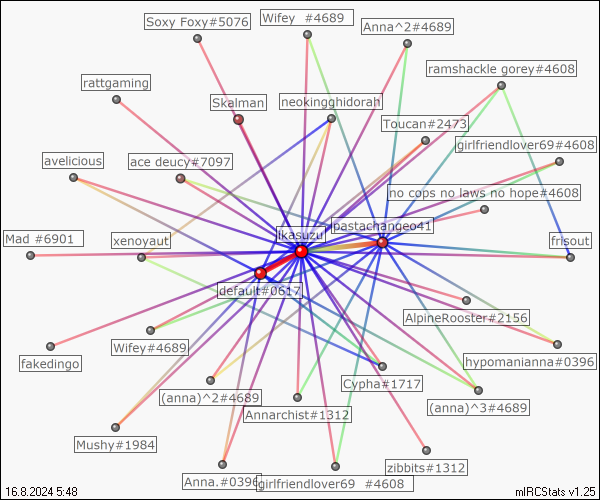 Soxy Foxy#5076
Wifey  #4689
Anna^2#4689
ramshackle gorey#4608
rattgaming
Skalman
neokingghidorah
Toucan#2473
girlfriendlover69#4608
avelicious
ace deucy#7097
no cops no laws no hope#4608
ikasuzu
pastachangeo41
Mad #6901
xenoyaut
frisout
default#0617
AlpineRooster#2156
fakedingo
Wifey#4689
hypomanianna#0396
(anna)^2#4689
Cypha#1717
Annarchist#1312
(anna)^3#4689
Mushy#1984
zibbits#1312
Anna.#0396
girlfriendlover69  #4608
16.8.2024 5:48
mIRCStats v1.25